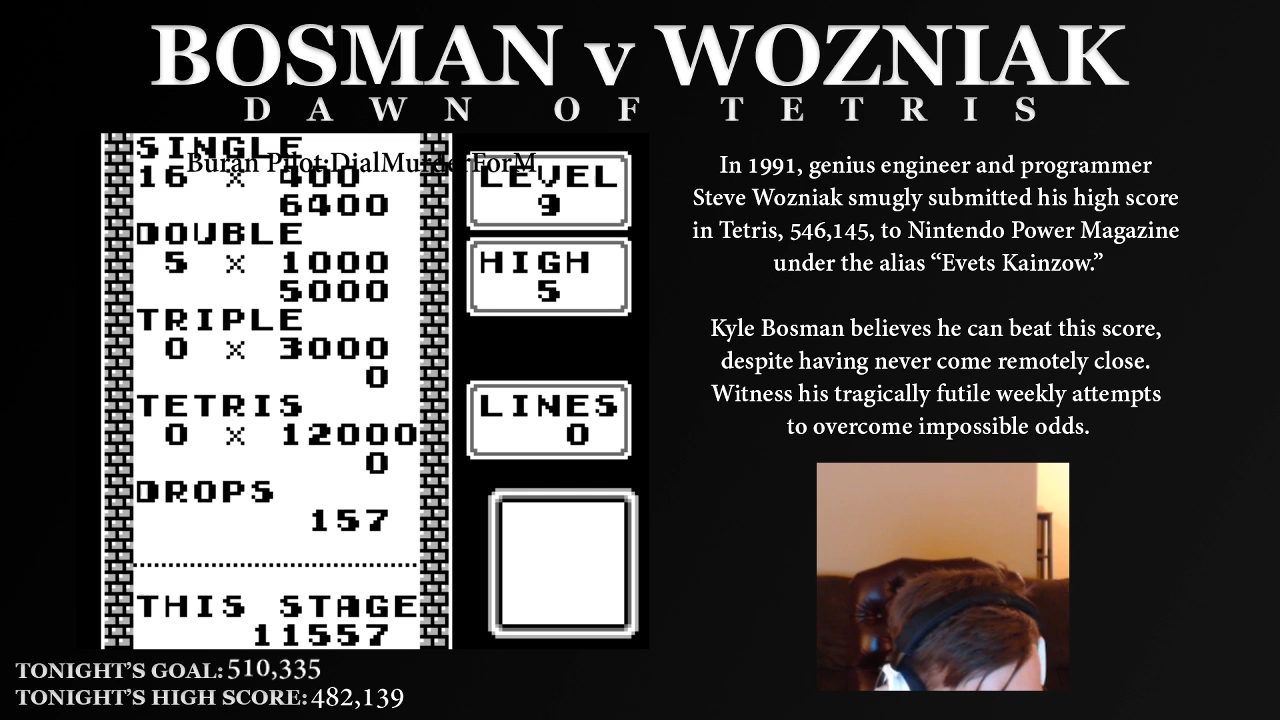 BOSMAN v WOZNIAK
DAWN OF TETRIS
SINGLE
Buran Pilot:DialMurderForM
16 x 400
6400
DOUBLE
5 x 1000
5000
TRIPLE
0 x 3000
0
TETRIS
0 x 12000
0
DROPS
157
THIS STAGE
11557
LEVEL
9
HIGH
5
LINES
0
In 1991, genius engineer and programmer
Steve Wozniak smugly submitted his high score
in Tetris, 546,145, to Nintendo Power Magazine
under the alias “Evets Kainzow.”
Kyle Bosman believes he can beat this score,
despite having never come remotely close.
Witness his tragically futile weekly attempts
to overcome impossible odds.
TONIGHT’S GOAL: 510,335
TONIGHT’S HIGH SCORE: 482,139